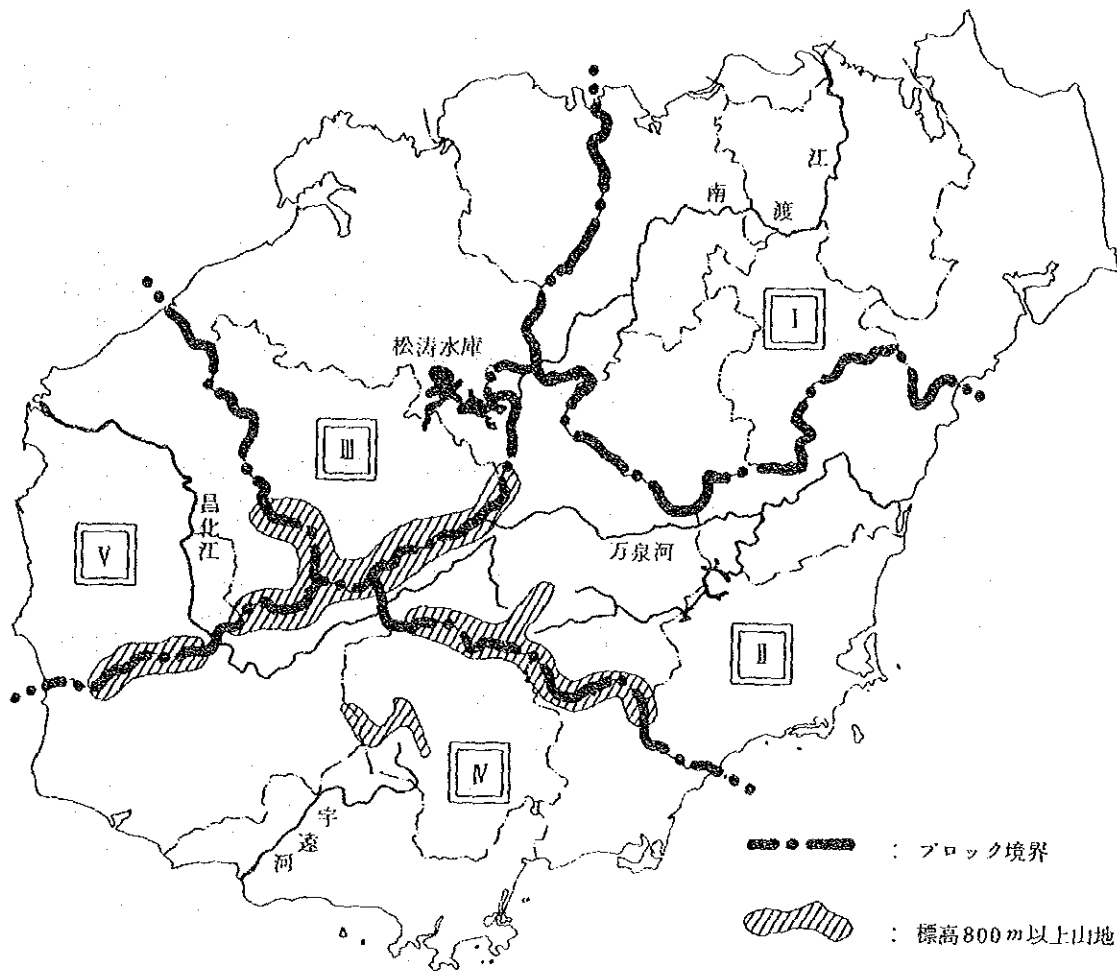 江
南
渡
I
松涛水庫
III
昌化江
V
万泉河
II
IV
宇
遠
河
: ブロック境界
: 標高800m以上山地